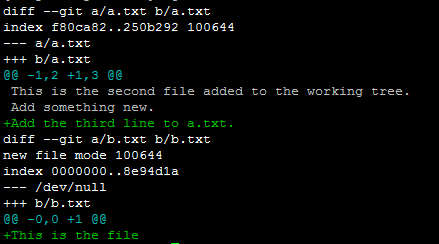 diff --git a/a.txt b/a.txt
index f80ca82..250b292 100644
--- a/a.txt
+++ b/a.txt
@@ -1,2 +1,3 @@
 This is the second file added to the working tree.
 Add something new.
+Add the third line to a.txt.
diff --git a/b.txt b/b.txt
new file mode 100644
index 0000000..8e94d1a
--- /dev/null
+++ b/b.txt
@@ -0,0 +1 @@
+This is the file